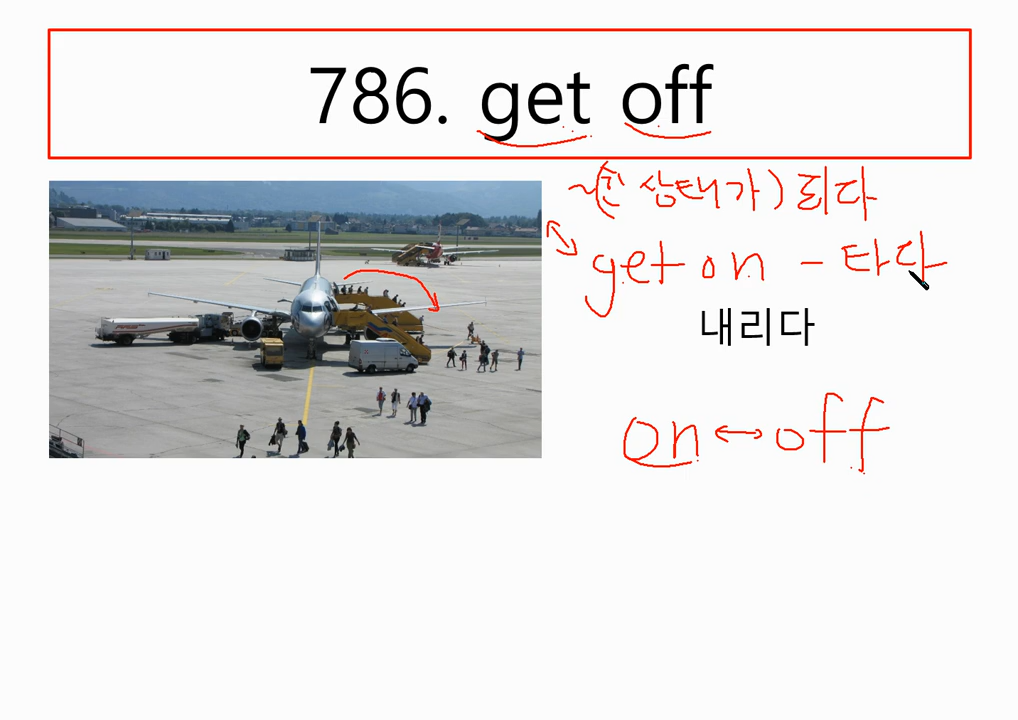 786. get off
~(한 상태가) 되다
get on - 타다
내리다
on ↔ off